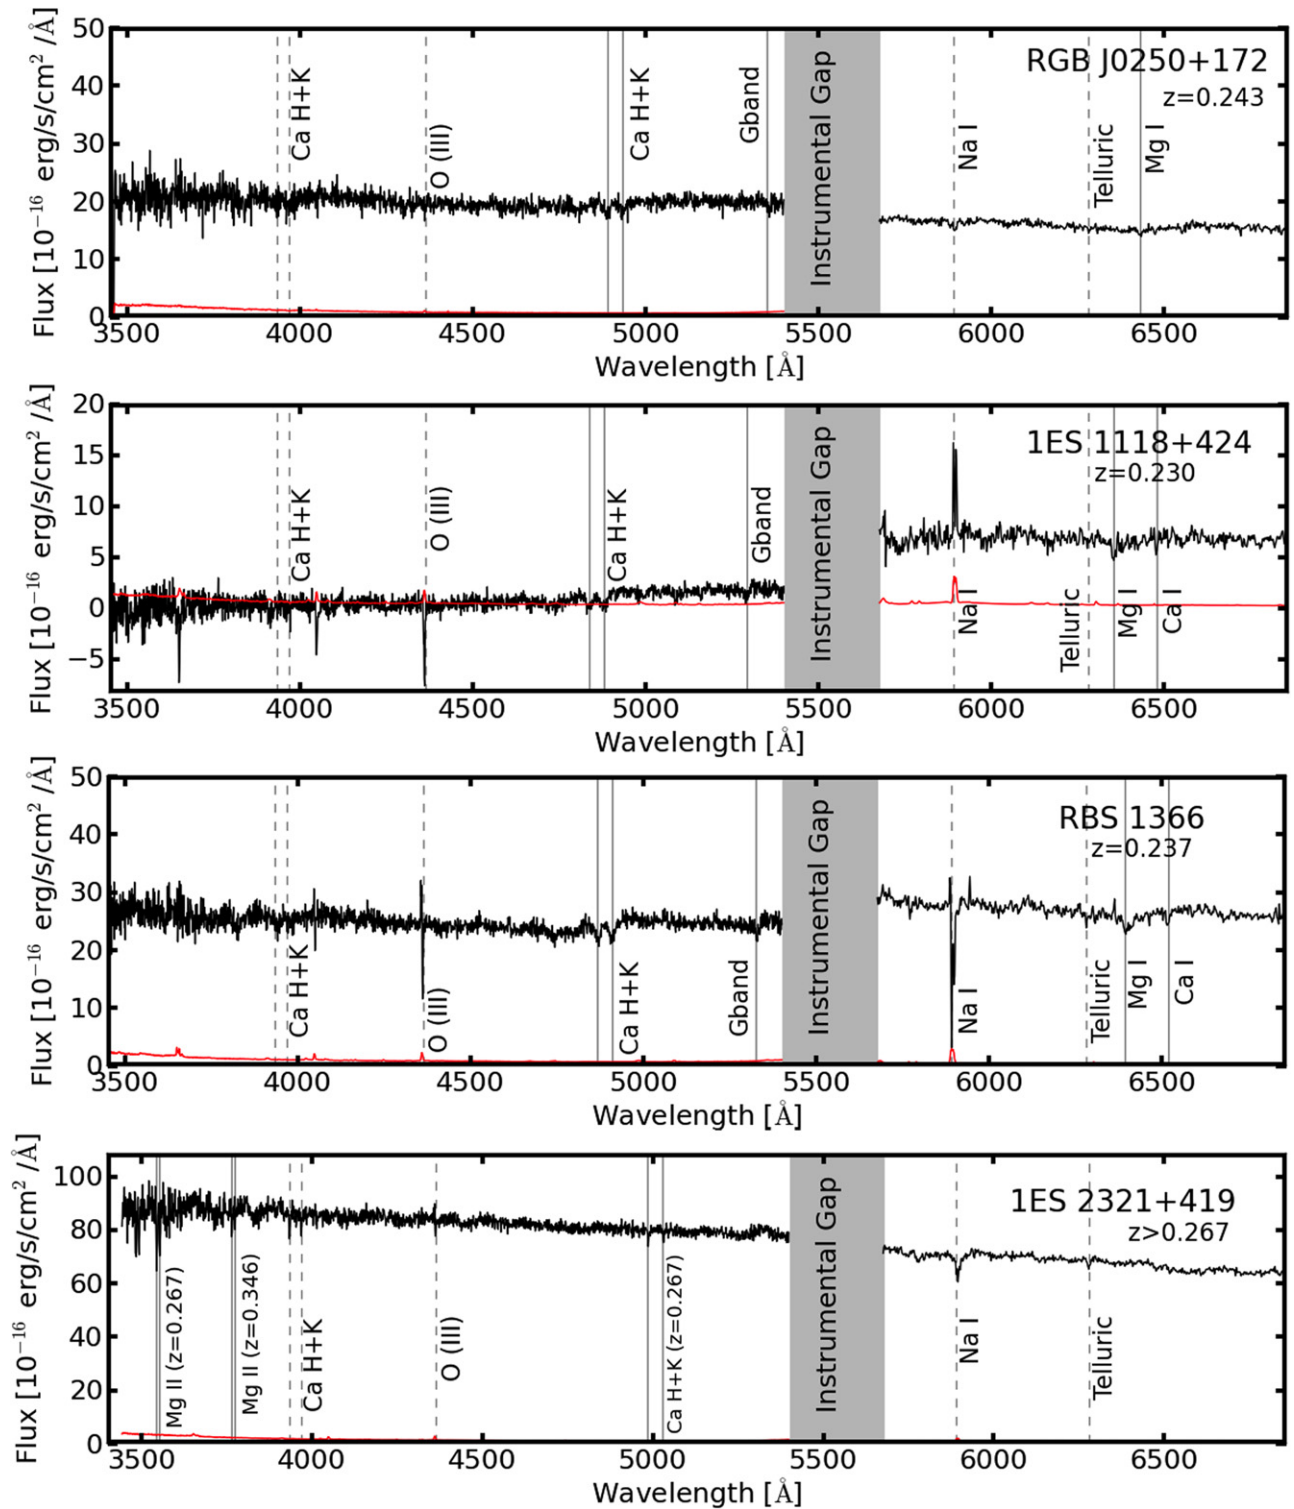 Flux [10⁻¹⁶ erg/s/cm² /Å]
50
40
30
20
10
0
Ca H+K
O (III)
Ca H+K
Gband
Instrumental Gap
Na I
Telluric
Mg I
RGB J0250+172
z=0.243
3500 4000 4500 5000 5500 6000 6500
Wavelength [Å]
Flux [10⁻¹⁶ erg/s/cm² /Å]
20
15
10
5
0
−5
Ca H+K
O (III)
Ca H+K
Gband
Instrumental Gap
Na I
Telluric
Mg I
Ca I
1ES 1118+424
z=0.230
3500 4000 4500 5000 5500 6000 6500
Wavelength [Å]
Flux [10⁻¹⁶ erg/s/cm² /Å]
50
40
30
20
10
0
Ca H+K
O (III)
Ca H+K
Gband
Instrumental Gap
Na I
Telluric
Mg I
Ca I
RBS 1366
z=0.237
3500 4000 4500 5000 5500 6000 6500
Wavelength [Å]
Flux [10⁻¹⁶ erg/s/cm² /Å]
100
80
60
40
20
0
Mg II (z=0.267)
Mg II (z=0.346)
Ca H+K
O (III)
Ca H+K (z=0.267)
Instrumental Gap
Na I
Telluric
1ES 2321+419
z>0.267
3500 4000 4500 5000 5500 6000 6500
Wavelength [Å]